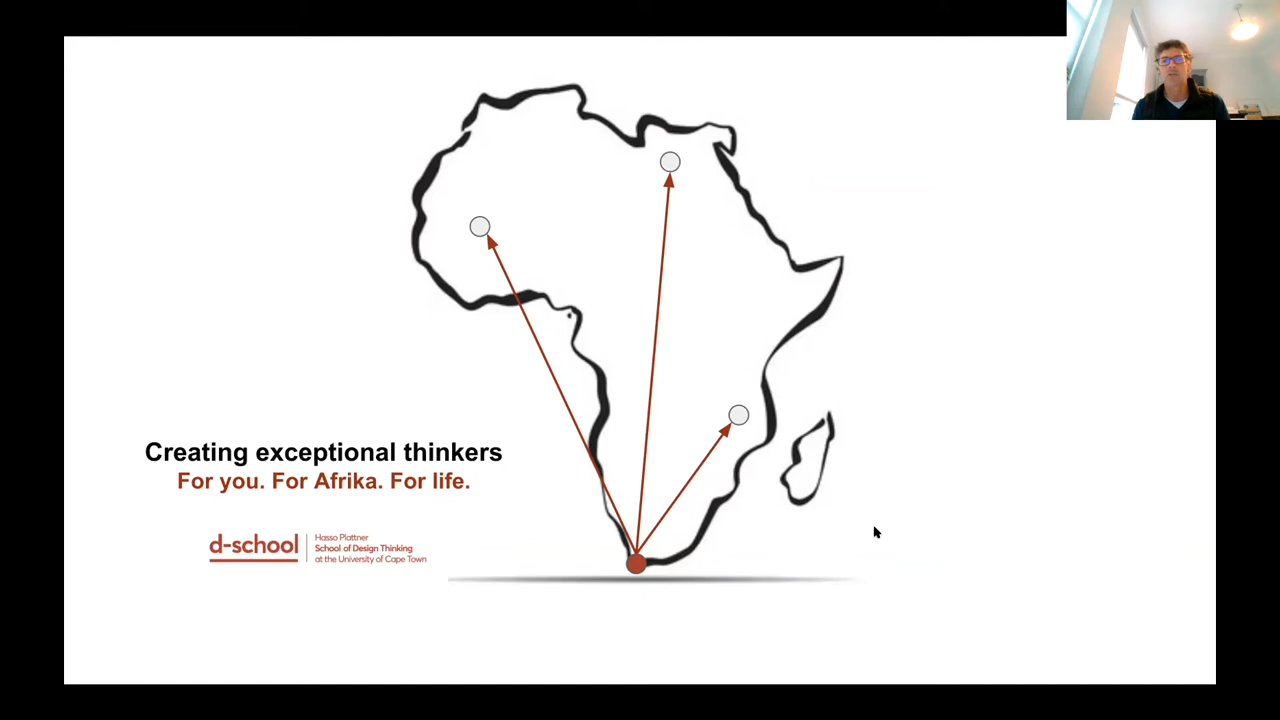 Creating exceptional thinkers
For you. For Afrika. For life.
d-school
Hasso Plattner
School of Design Thinking
at the University of Cape Town